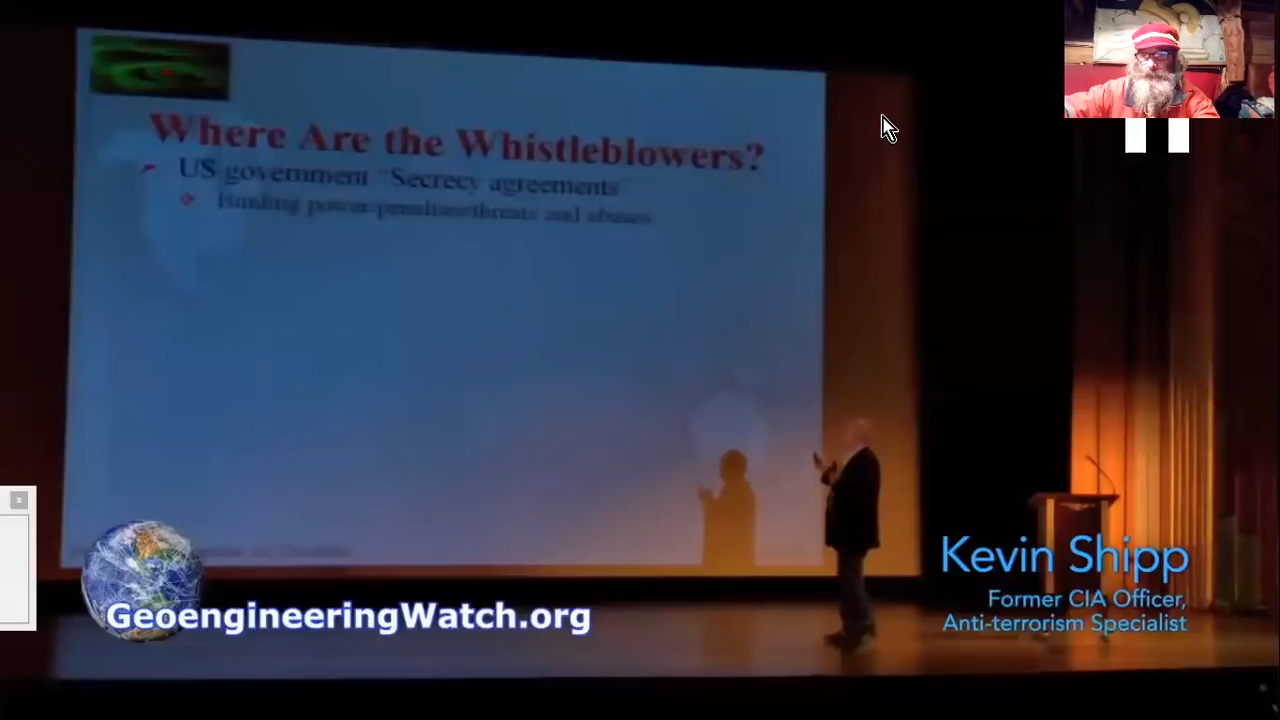 Where Are the Whistleblowers?
US government "Secrecy agreements"
Kevin Shipp
Former CIA Officer,
Anti-terrorism Specialist
GeoengineeringWatch.org
x